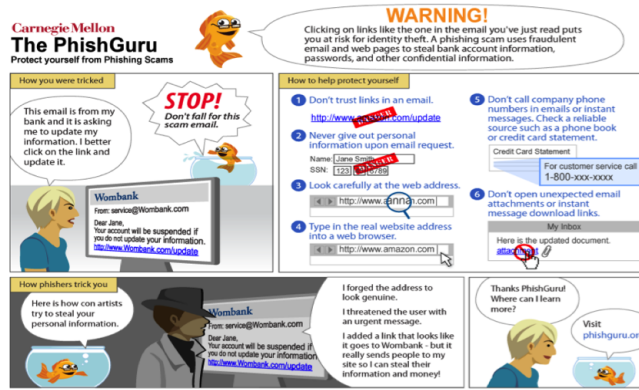 Carnegie Mellon
The PhishGuru
Protect yourself from Phishing Scams
WARNING!
Clicking on links like the one in the email you've just read puts
you at risk for identity theft. A phishing scam uses fraudulent
email and web pages to steal bank account information,
passwords, and other confidential information.
How you were tricked
This email is from my
bank and it is asking
me to update my
information. I better
click on the link and
update it.
STOP!
Don't fall for this
scam email.
Wombank
From: service@Wombank.com
Dear Jane,
Your account will be suspended if
you do not update your information.
http://www.Wombank.com/update
How to help protect yourself
1 Don't trust links in an email.
http://www.amazon.com/update
DANGER
2 Never give out personal
information upon email request.
Name: Jane Smith
SSN: 123 6789
DANGER
3 Look carefully at the web address.
http://www.annazon.com
4 Type in the real website address
into a web browser.
http://www.amazon.com
5 Don't call company phone
numbers in emails or instant
messages. Check a reliable
source such as a phone book
or credit card statement.
Credit Card Statement
For customer service call
1-800-xxx-xxxx
6 Don't open unexpected email
attachments or instant
message download links.
My Inbox
Here is the updated document.
attachment
How phishers trick you
Here is how con artists
try to steal your
personal information.
Wombank
From: service@Wombank.com
Dear Jane,
Your account will be suspended if
you do not update your information
http://www.Wombank.com/update
I forged the address to
look genuine.
I threatened the user with
an urgent message.
I added a link that looks like
it goes to Wombank - but it
really sends people to my
site so I can steal their
information and money!
Thanks PhishGuru!
Where can I learn
more?
Visit
phishguru.or